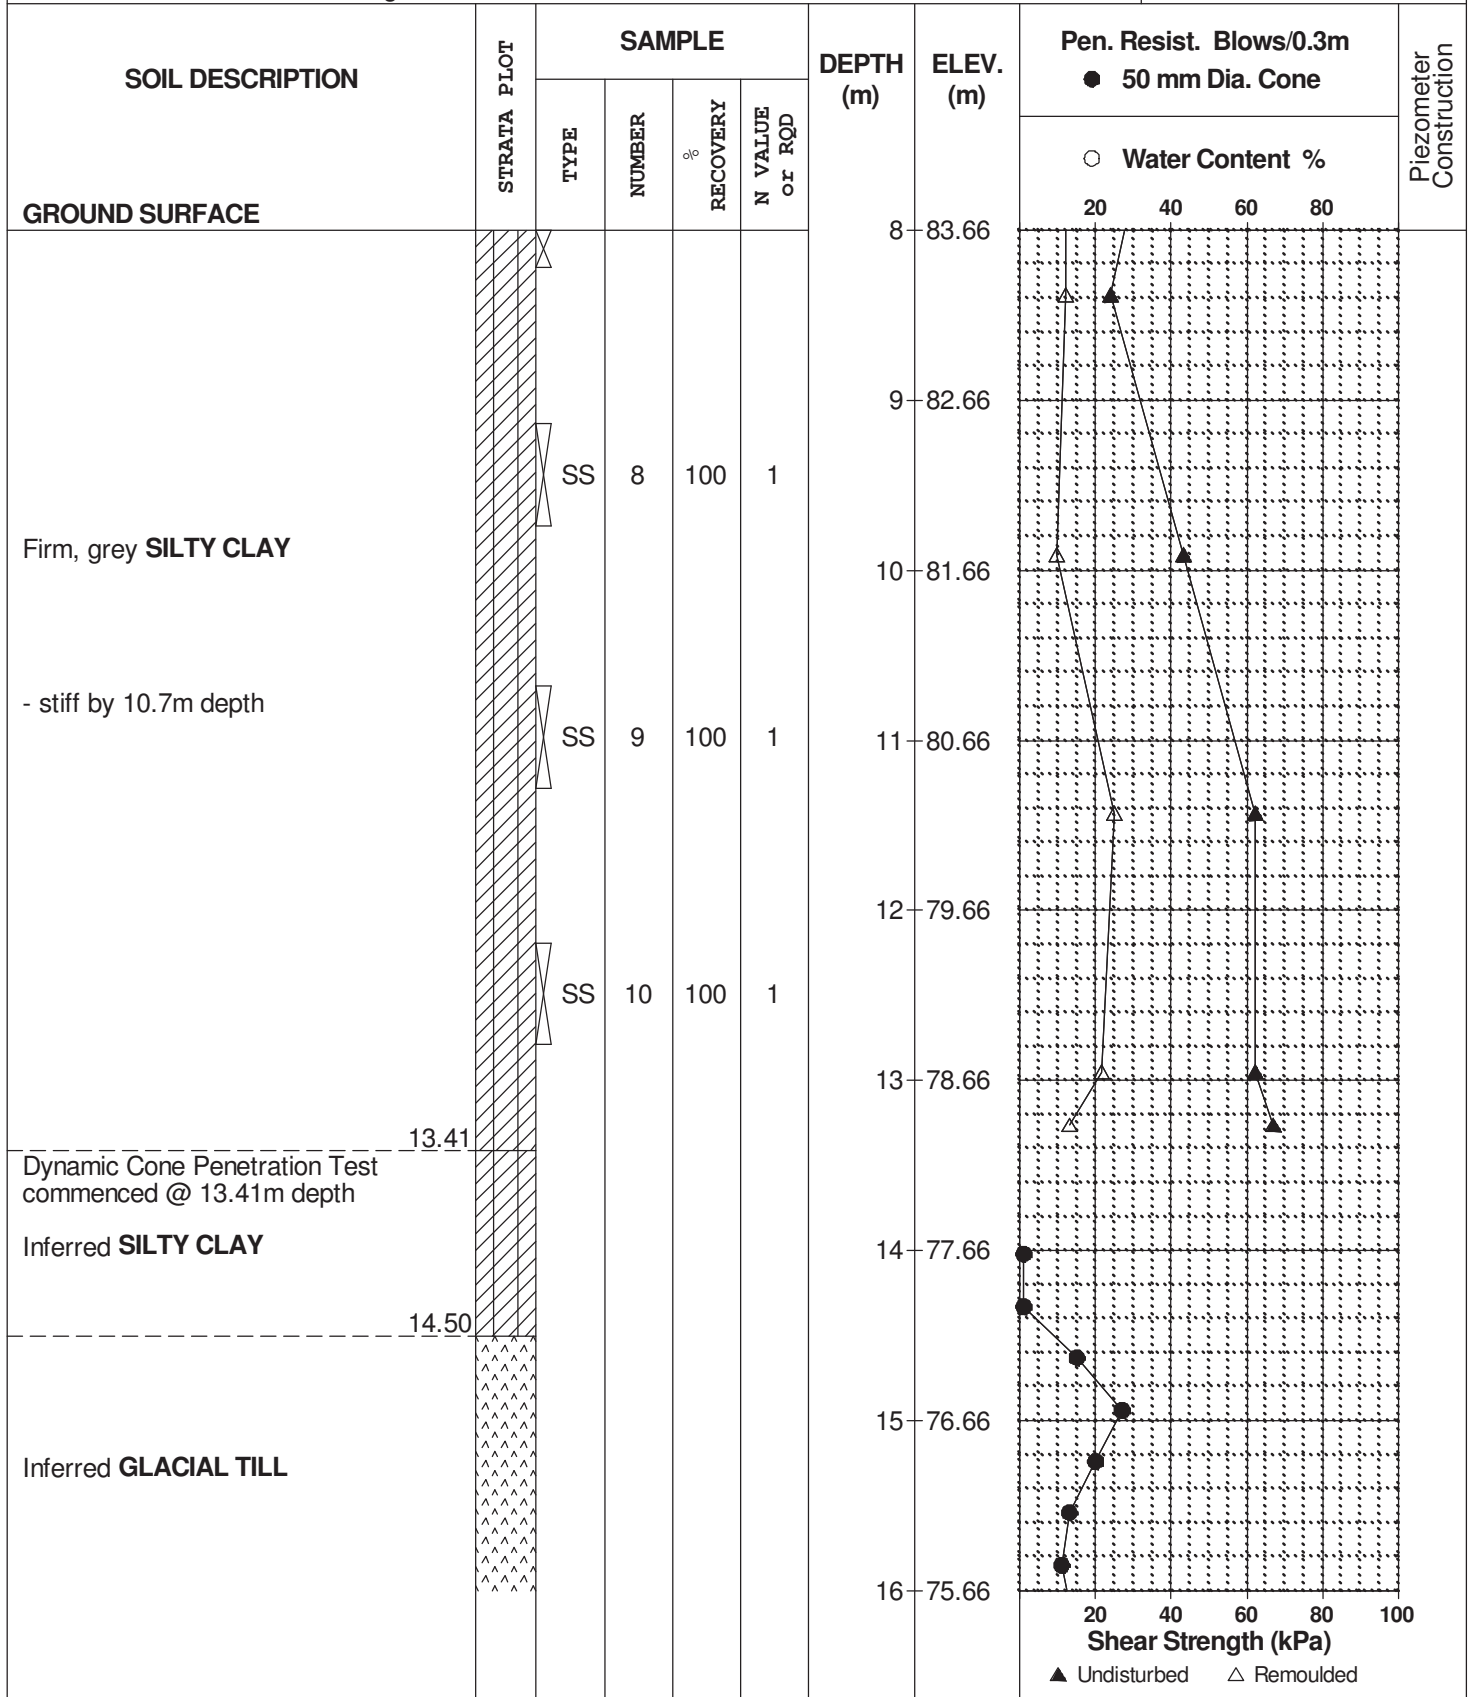 SOIL DESCRIPTION
GROUND SURFACE
STRATA PLOT
SAMPLE
TYPE
NUMBER
%
RECOVERY
N VALUE
or RQD
DEPTH
(m)
ELEV.
(m)
Pen. Resist. Blows/0.3m
● 50 mm Dia. Cone
○ Water Content %
20 40 60 80
Piezometer
Construction
8 83.66
9 82.66
SS 8 100 1
Firm, grey SILTY CLAY
10 81.66
- stiff by 10.7m depth
SS 9 100 1
11 80.66
12 79.66
SS 10 100 1
13 78.66
13.41
Dynamic Cone Penetration Test
commenced @ 13.41m depth
Inferred SILTY CLAY
14 77.66
14.50
15 76.66
Inferred GLACIAL TILL
16 75.66
20 40 60 80 100
Shear Strength (kPa)
▲ Undisturbed △ Remoulded